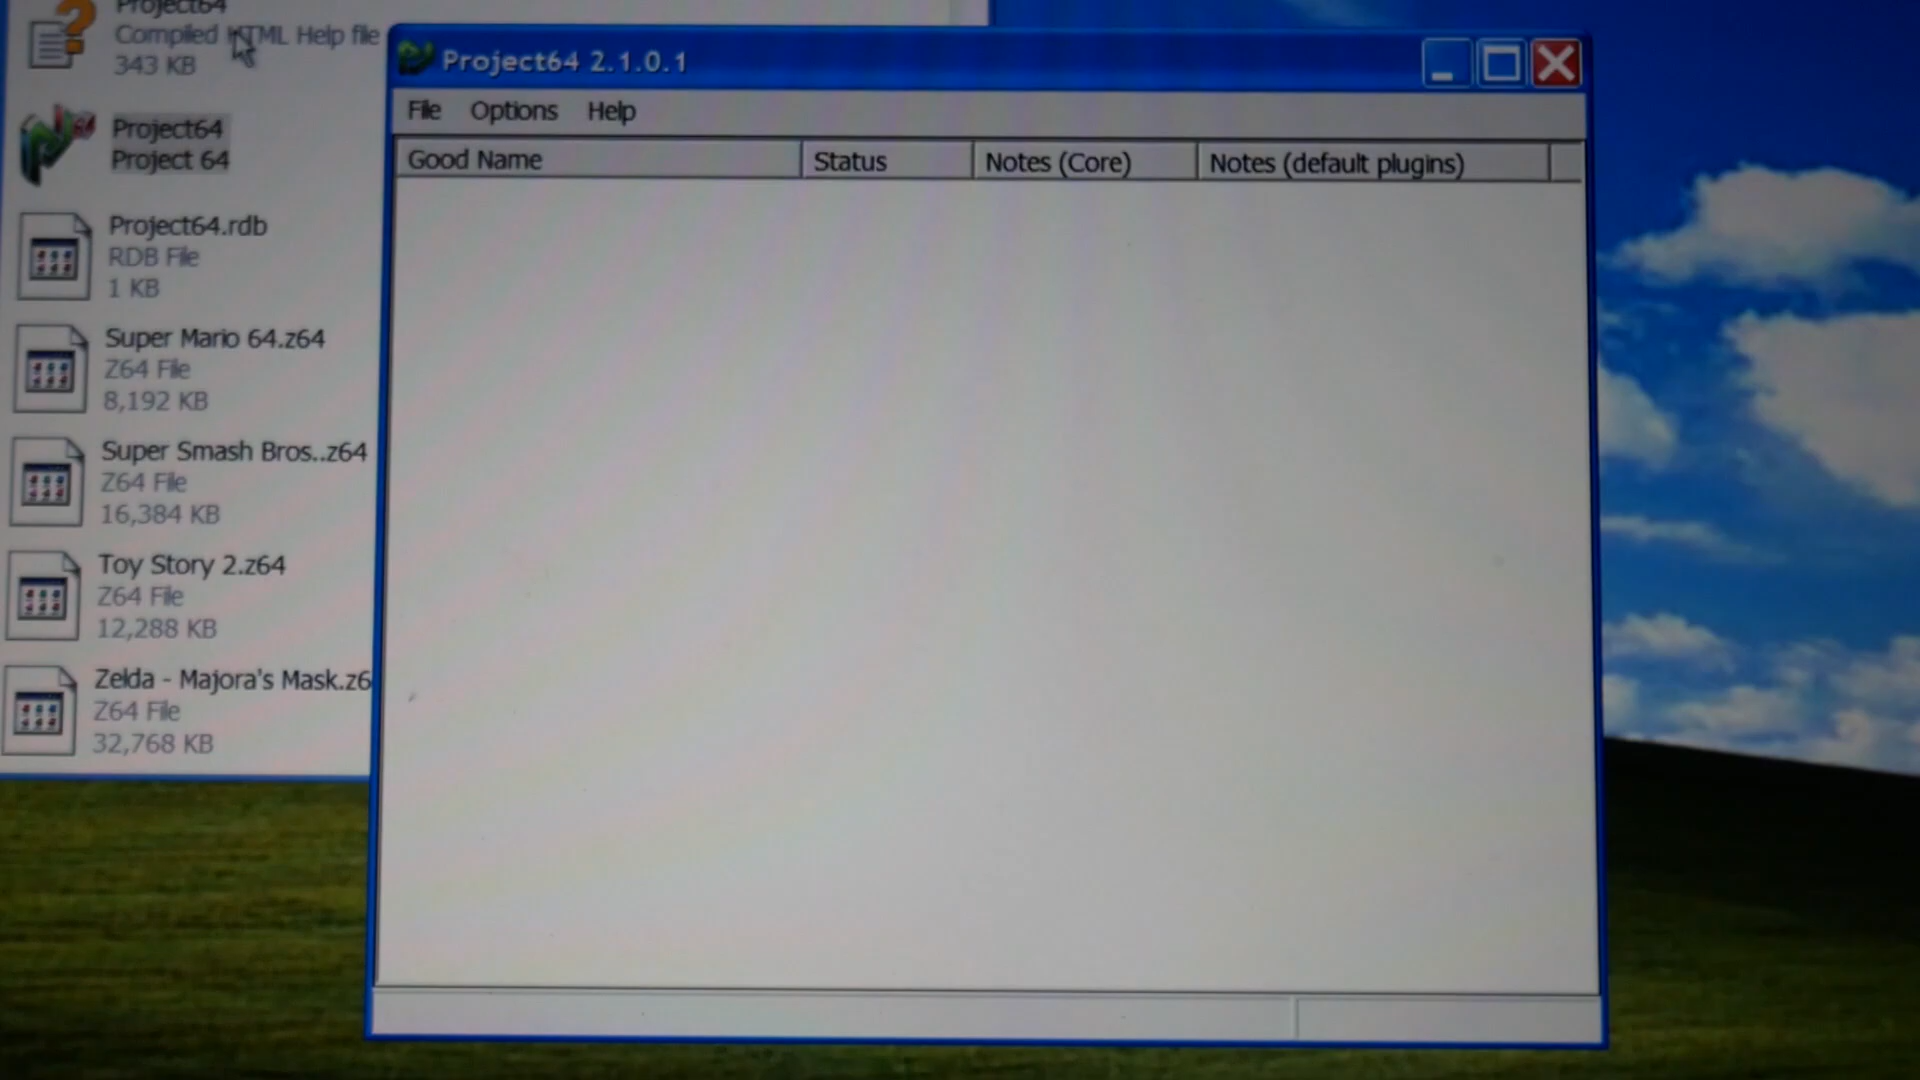 Project64
Compiled HTML Help file
343 KB
Project64
Project 64
Project64.rdb
RDB File
1 KB
Super Mario 64.z64
Z64 File
8,192 KB
Super Smash Bros..z64
Z64 File
16,384 KB
Toy Story 2.z64
Z64 File
12,288 KB
Zelda - Majora's Mask.z6
Z64 File
32,768 KB
Project64 2.1.0.1
File Options Help
Good Name Status Notes (Core) Notes (default plugins)